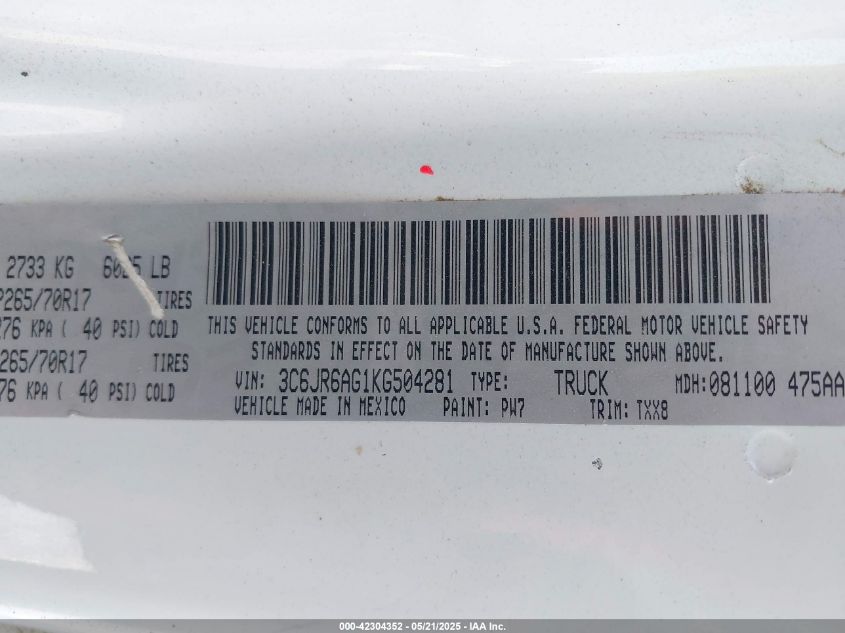 2733 KG 6025 LB
P265/70R17 TIRES
276 KPA ( 40 PSI) COLD
265/70R17 TIRES
76 KPA ( 40 PSI) COLD
THIS VEHICLE CONFORMS TO ALL APPLICABLE U.S.A. FEDERAL MOTOR VEHICLE SAFETY
STANDARDS IN EFFECT ON THE DATE OF MANUFACTURE SHOWN ABOVE.
VIN: 3C6JR6AG1KG504281 TYPE: TRUCK MDH:081100 475AA
VEHICLE MADE IN MEXICO PAINT: PW7 TRIM: TXX8
000-42304352 - 05/21/2025 - IAA Inc.